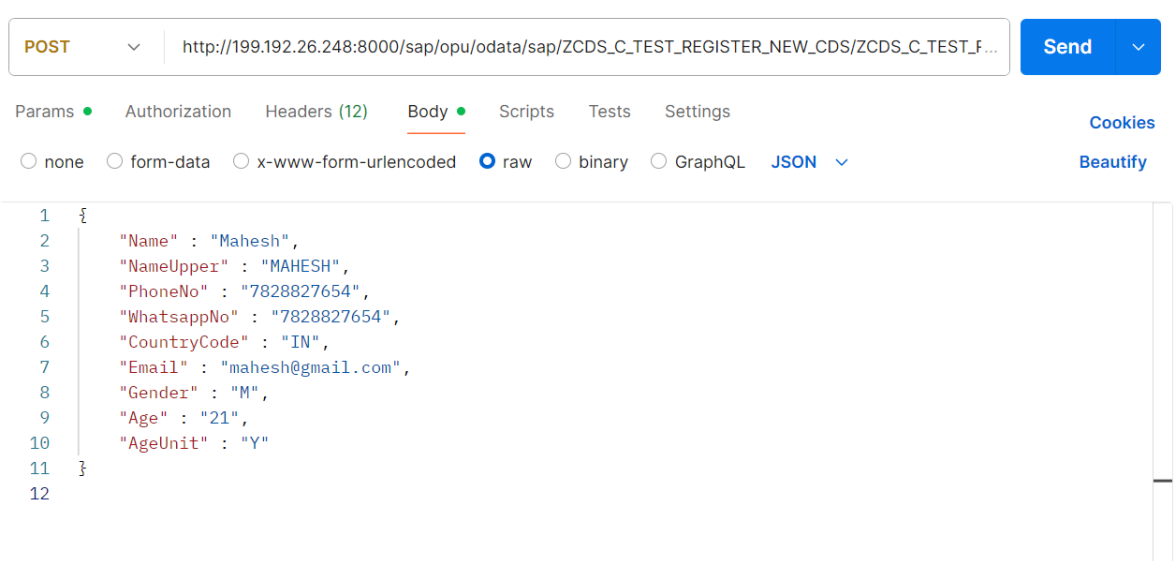 POST http://199.192.26.248:8000/sap/opu/odata/sap/ZCDS_C_TEST_REGISTER_NEW_CDS/ZCDS_C_TEST_F... Send
Params Authorization Headers (12) Body Scripts Tests Settings Cookies
none form-data x-www-form-urlencoded raw binary GraphQL JSON Beautify
1 {
2 "Name" : "Mahesh",
3 "NameUpper" : "MAHESH",
4 "PhoneNo" : "7828827654",
5 "WhatsappNo" : "7828827654",
6 "CountryCode" : "IN",
7 "Email" : "mahesh@gmail.com",
8 "Gender" : "M",
9 "Age" : "21",
10 "AgeUnit" : "Y"
11 }
12